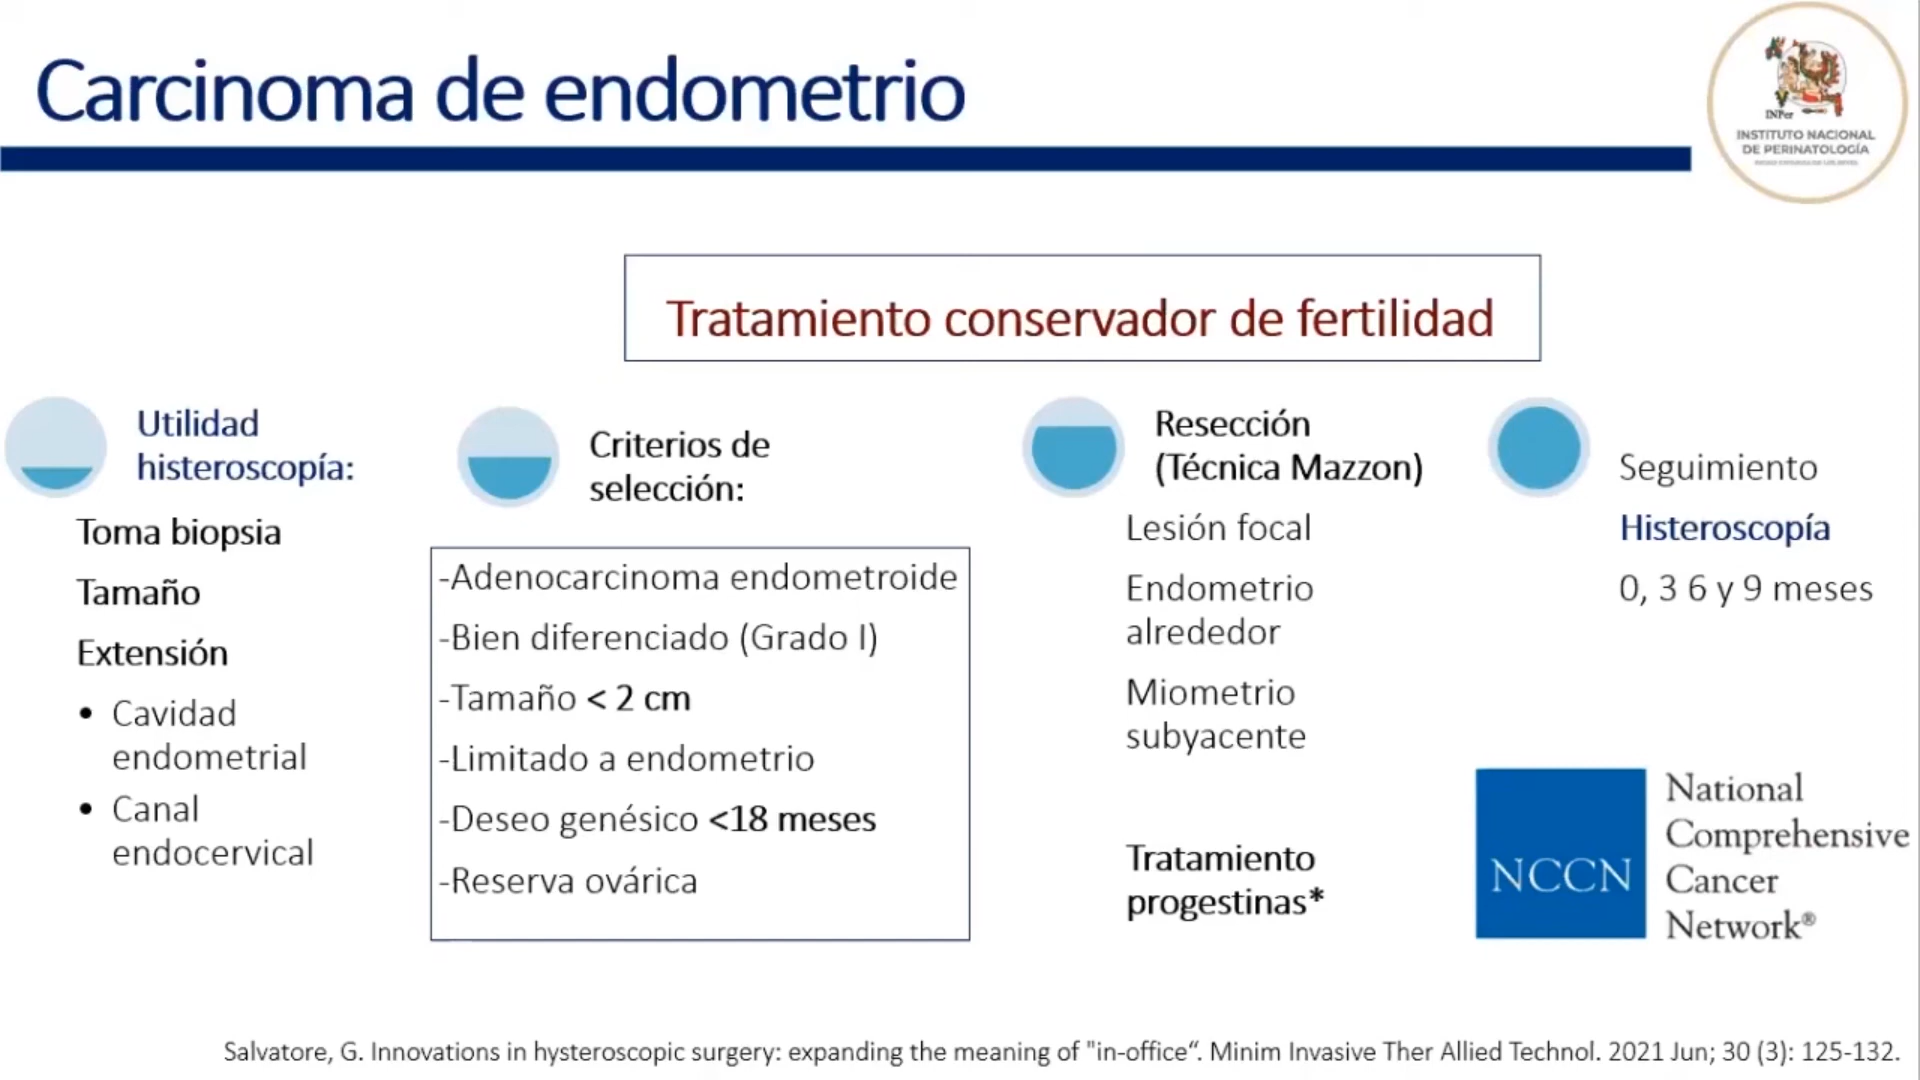 Carcinoma de endometrio
INPer
INSTITUTO NACIONAL
DE PERINATOLOGÍA
Tratamiento conservador de fertilidad
Utilidad
histeroscopía:
Toma biopsia
Tamaño
Extensión
• Cavidad
endometrial
• Canal
endocervical
Criterios de
selección:
-Adenocarcinoma endometroide
-Bien diferenciado (Grado I)
-Tamaño < 2 cm
-Limitado a endometrio
-Deseo genésico <18 meses
-Reserva ovárica
Resección
(Técnica Mazzon)
Lesión focal
Endometrio
alrededor
Miometrio
subyacente
Tratamiento
progestinas*
Seguimiento
Histeroscopía
0, 3 6 y 9 meses
NCCN
National
Comprehensive
Cancer
Network®
Salvatore, G. Innovations in hysteroscopic surgery: expanding the meaning of "in-office“. Minim Invasive Ther Allied Technol. 2021 Jun; 30 (3): 125-132.